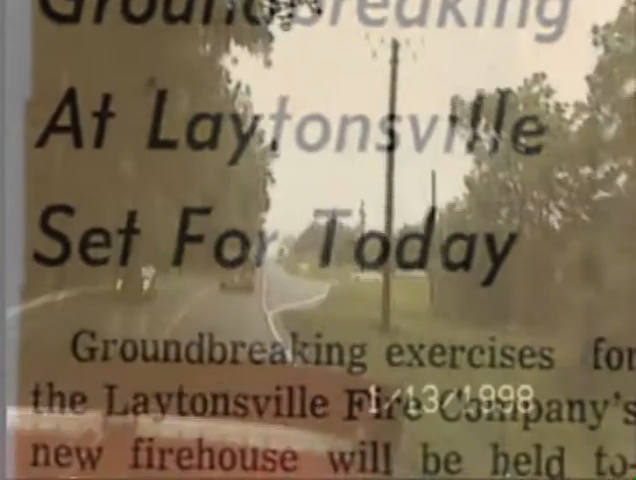 Groundbreaking
At Laytonsville
Set For Today
Groundbreaking exercises for
the Laytonsville Fire Company's
new firehouse will be held to-
1/13/1998